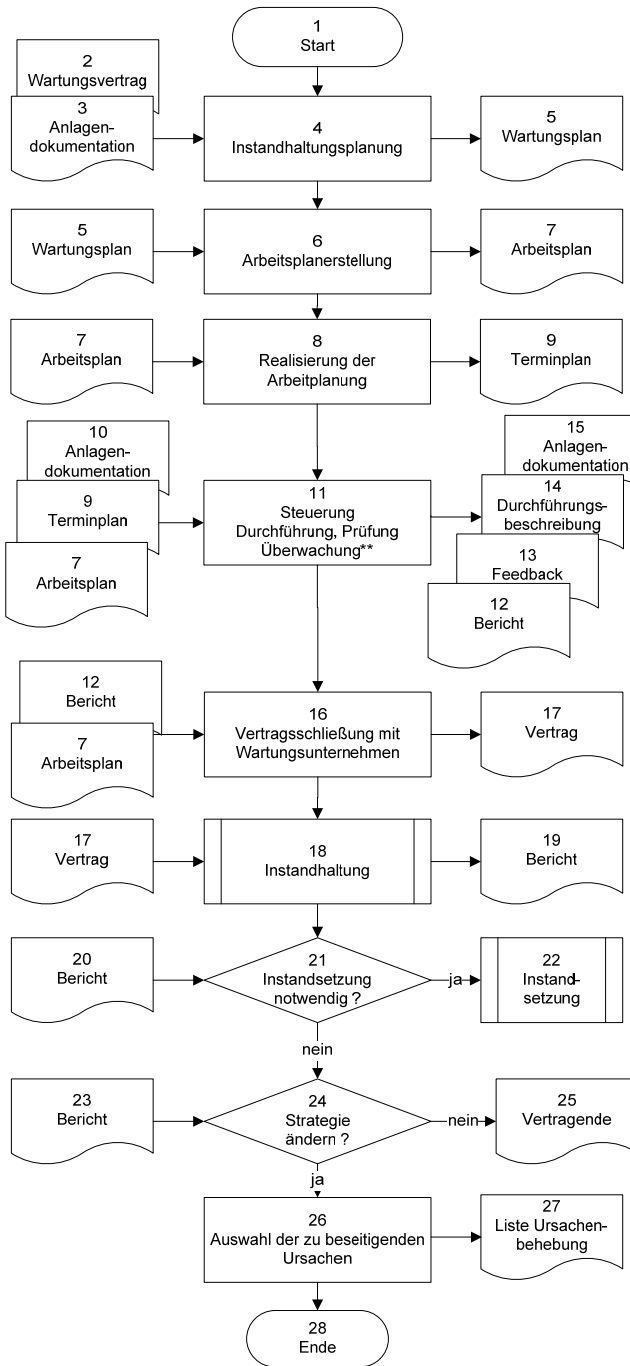 1
Start
2
Wartungsvertrag
3
Anlagen-
dokumentation
4
Instandhaltungsplanung
5
Wartungsplan
5
Wartungsplan
6
Arbeitsplanerstellung
7
Arbeitsplan
7
Arbeitsplan
8
Realisierung der
Arbeitplanung
9
Terminplan
10
Anlagen-
dokumentation
9
Terminplan
7
Arbeitsplan
11
Steuerung
Durchführung, Prüfung
Überwachung**
15
Anlagen-
dokumentation
14
Durchführungs-
beschreibung
13
Feedback
12
Bericht
12
Bericht
7
Arbeitsplan
16
Vertragsschließung mit
Wartungsunternehmen
17
Vertrag
17
Vertrag
18
Instandhaltung
19
Bericht
20
Bericht
21
Instandsetzung
notwendig ?
ja
22
Instand-
setzung
nein
23
Bericht
24
Strategie
ändern ?
nein
25
Vertragende
ja
26
Auswahl der zu beseitigenden
Ursachen
27
Liste Ursachen-
behebung
28
Ende